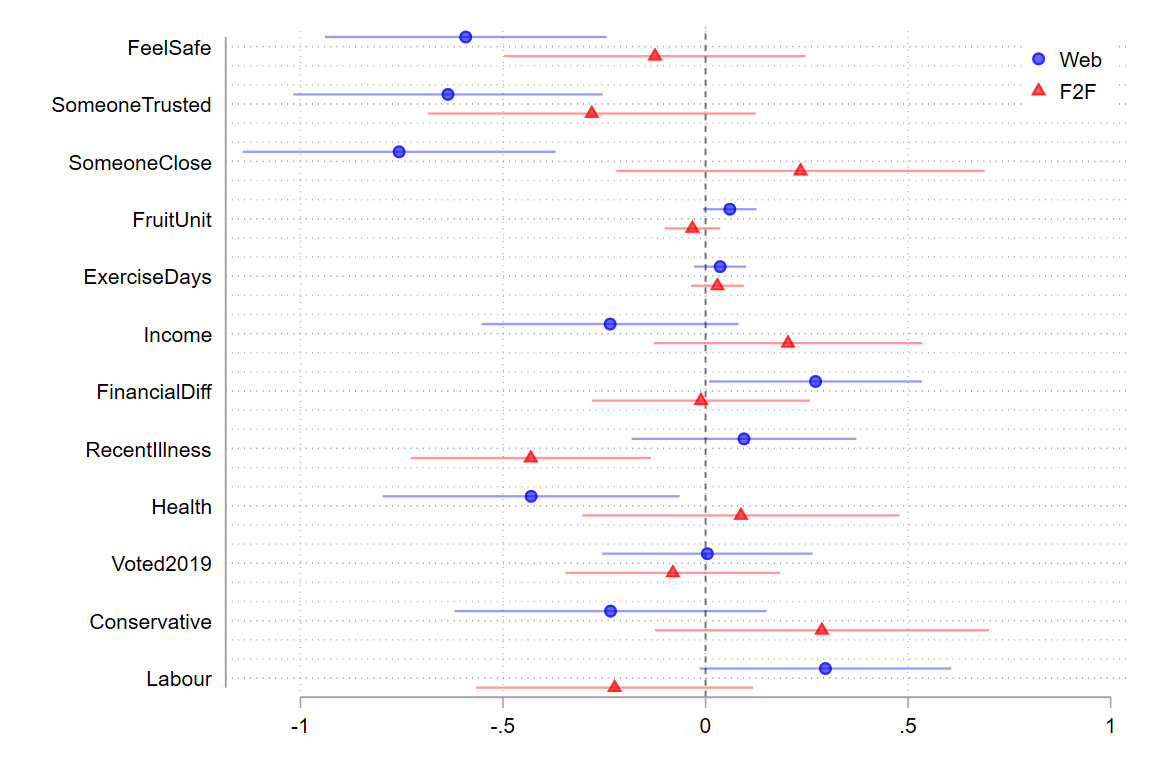 FeelSafe
Web
F2F
SomeoneTrusted
SomeoneClose
FruitUnit
ExerciseDays
Income
FinancialDiff
RecentIllness
Health
Voted2019
Conservative
Labour
-1 -.5 0 .5 1